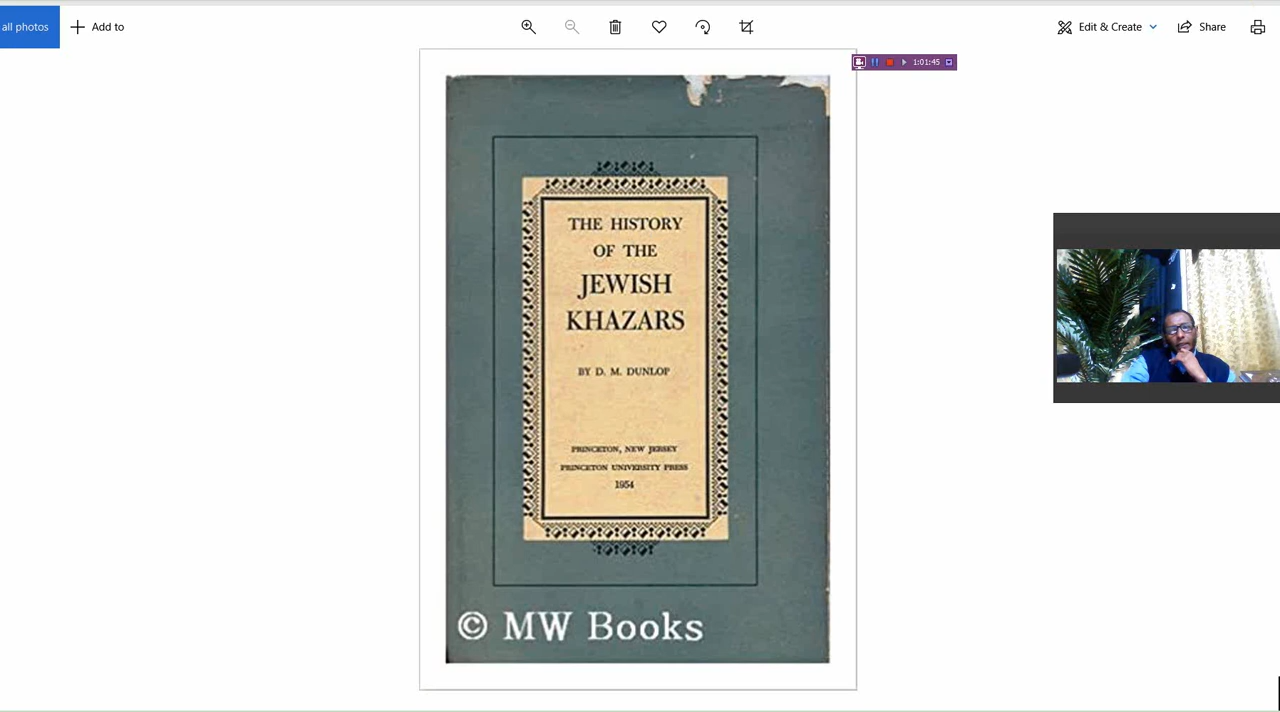 all photos
Add to
Edit & Create
Share
1:01:45
THE HISTORY
OF THE
JEWISH
KHAZARS
BY D. M. DUNLOP
PRINCETON, NEW JERSEY
PRINCETON UNIVERSITY PRESS
1954
© MW Books